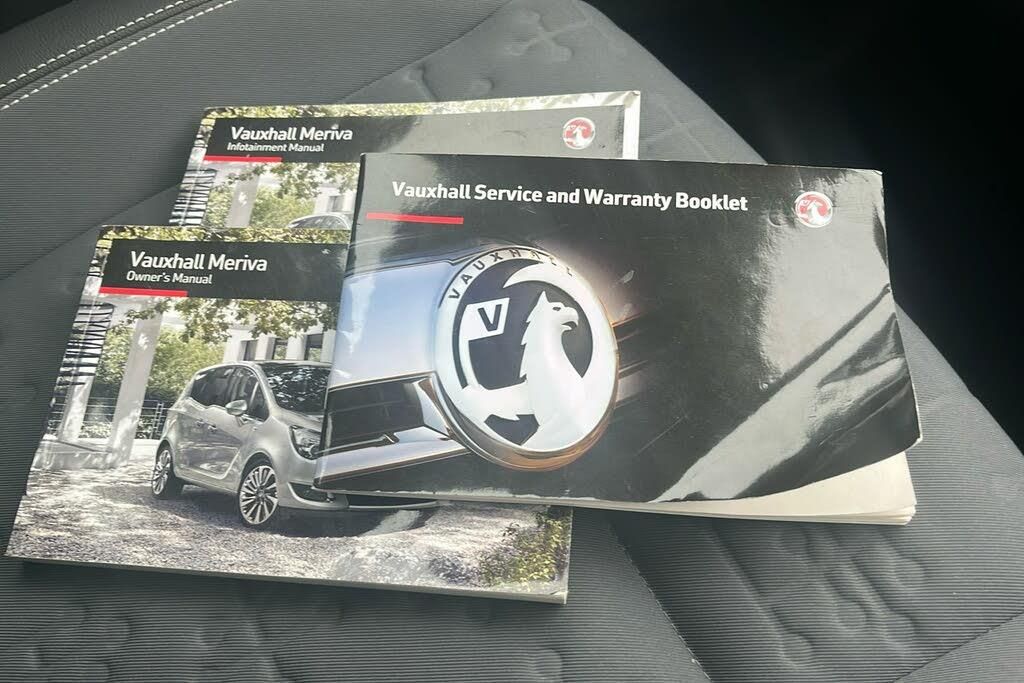 Vauxhall Meriva
Infotainment Manual
Vauxhall Service and Warranty Booklet
VAUXHALL
V
Vauxhall Meriva
Owner's Manual